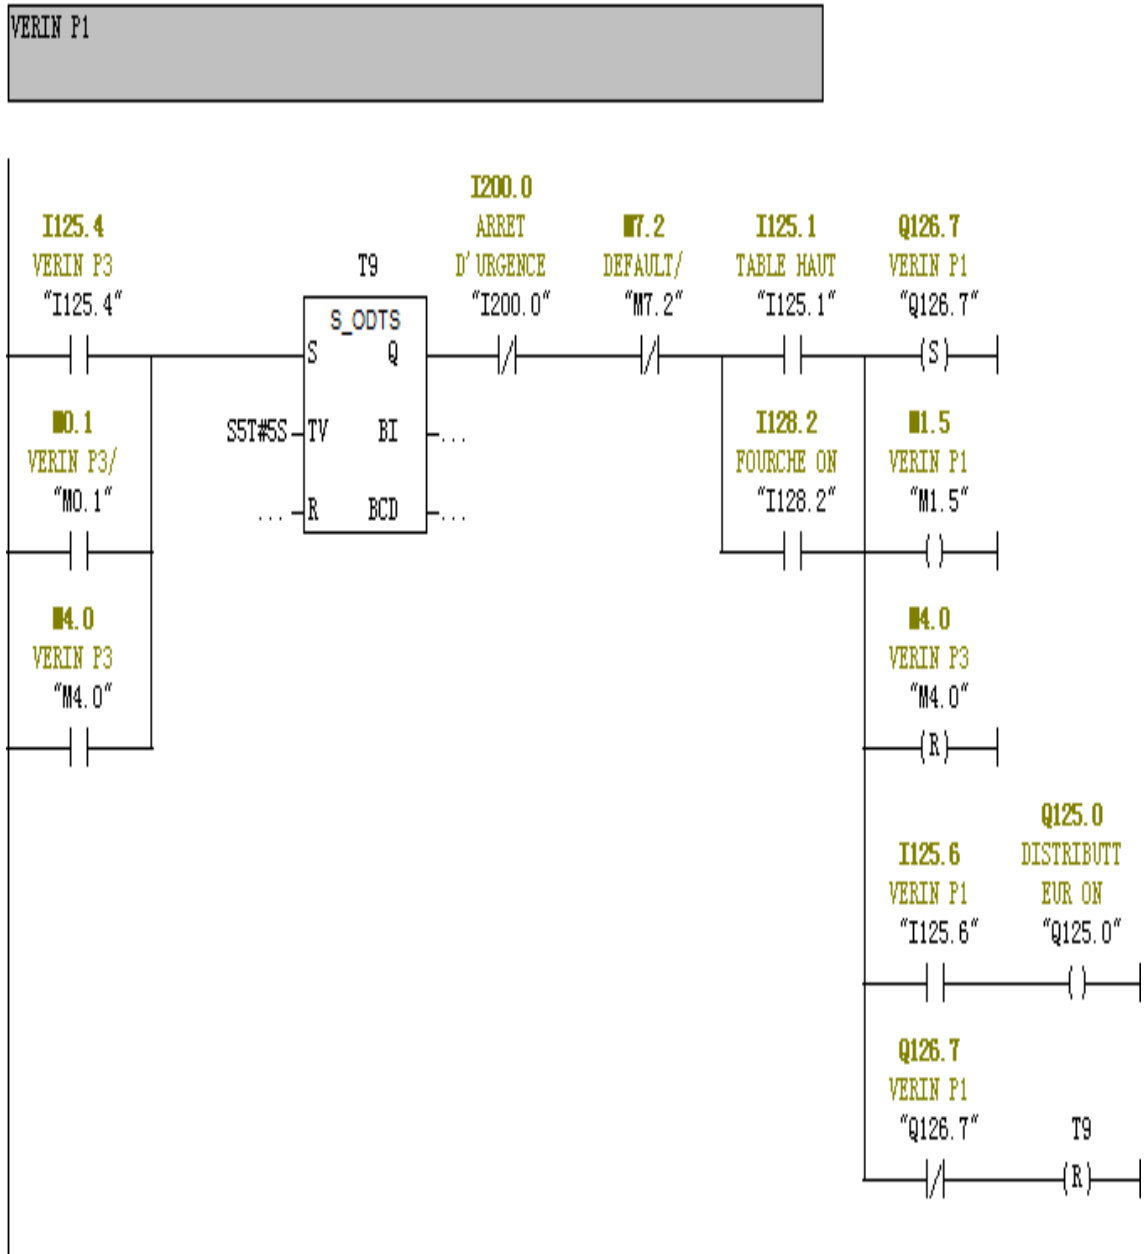 VERIN P1
I200.0
I125.4 ARRET M7.2 I125.1 Q126.7
VERIN P3 T9 D'URGENCE DEFAULT/ TABLE HAUT VERIN P1
"I125.4" "I200.0" "M7.2" "I125.1" "Q126.7"
S_ODTS
S Q (S)
M0.1 S5T#5S TV BI ... I128.2 M1.5
VERIN P3/ FOURCHE ON VERIN P1
"M0.1" "I128.2" "M1.5"
... R BCD ...
( )
M4.0 M4.0
VERIN P3 VERIN P3
"M4.0" "M4.0"
(R)
Q125.0
I125.6 DISTRIBUTT
VERIN P1 EUR ON
"I125.6" "Q125.0"
( )
Q126.7
VERIN P1
"Q126.7" T9
(R)